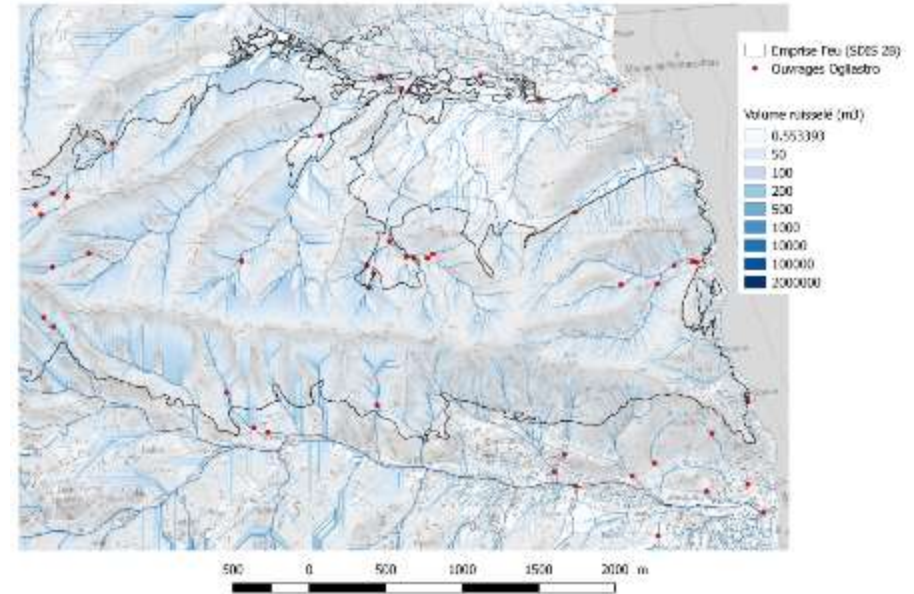 Emprise Feu (SDIS 2B)
Ouvrages Ogliastro
Volume ruisselé (m3)
0.553393
50
100
200
500
1000
10000
100000
2000000
500 0 500 1000 1500 2000 m